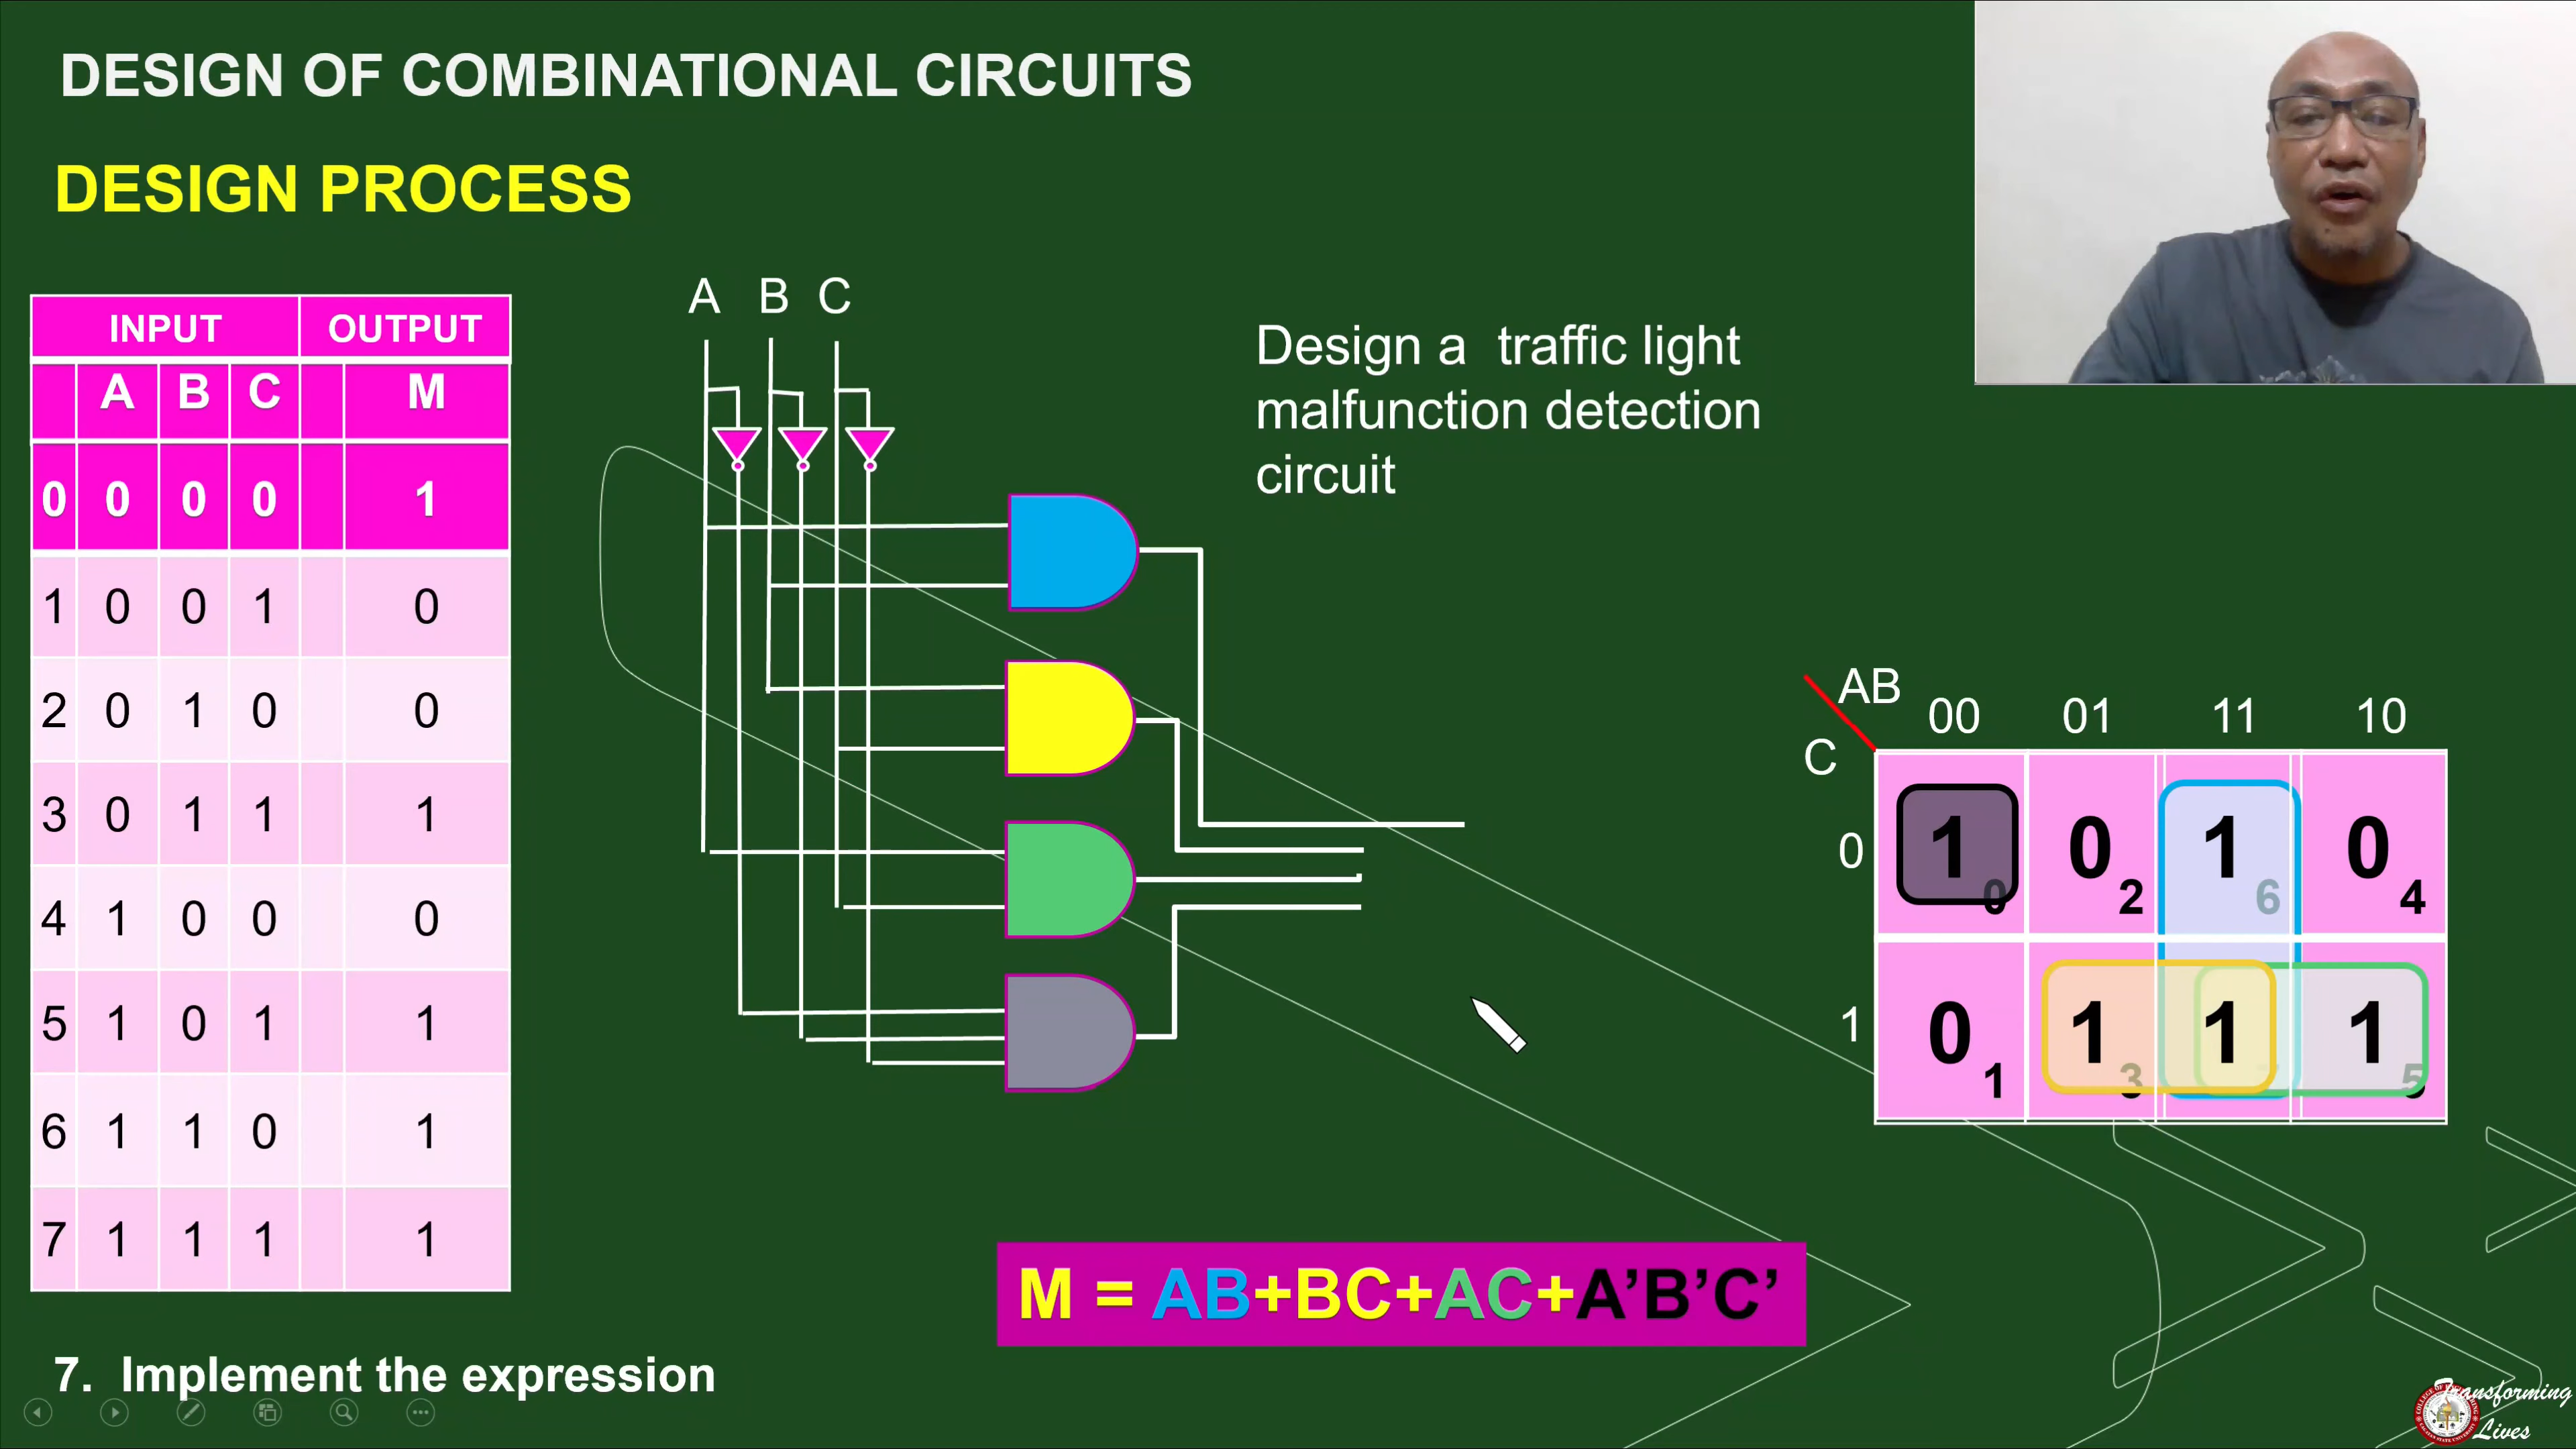 DESIGN OF COMBINATIONAL CIRCUITS
DESIGN PROCESS
INPUT OUTPUT
A B C M
0 0 0 0 1
1 0 0 1 0
2 0 1 0 0
3 0 1 1 1
4 1 0 0 0
5 1 0 1 1
6 1 1 0 1
7 1 1 1 1
A B C
Design a traffic light
malfunction detection
circuit
AB
00 01 11 10
C
0 1 0 0 2 1 6 0 4
1 0 1 1 3 1 1 5
M = AB+BC+AC+A’B’C’
7. Implement the expression
Transforming
Lives